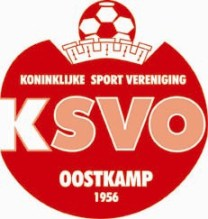 KONINKLIJKE SPORT VERENIGING
KSVO
OOSTKAMP
1956